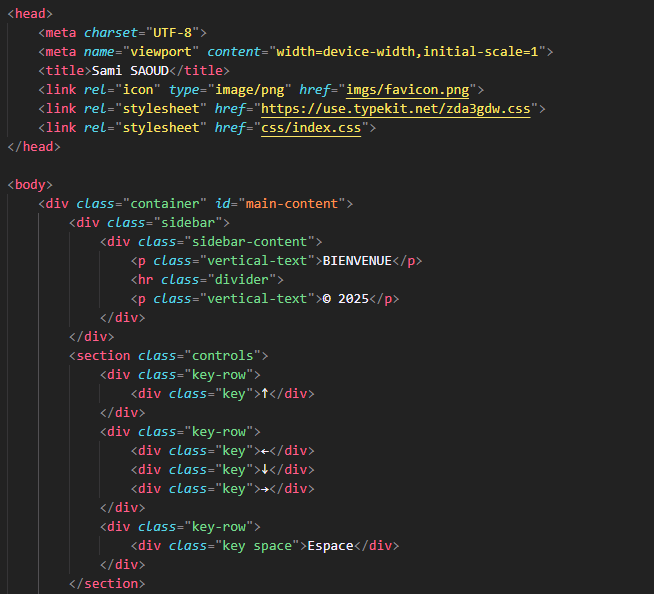 <head>
<meta charset="UTF-8">
<meta name="viewport" content="width=device-width,initial-scale=1">
<title>Sami SAOUD</title>
<link rel="icon" type="image/png" href="imgs/favicon.png">
<link rel="stylesheet" href="https://use.typekit.net/zda3gdw.css">
<link rel="stylesheet" href="css/index.css">
</head>
<body>
<div class="container" id="main-content">
<div class="sidebar">
<div class="sidebar-content">
<p class="vertical-text">BIENVENUE</p>
<hr class="divider">
<p class="vertical-text">© 2025</p>
</div>
</div>
<section class="controls">
<div class="key-row">
<div class="key">↑</div>
</div>
<div class="key-row">
<div class="key">←</div>
<div class="key">↓</div>
<div class="key">→</div>
</div>
<div class="key-row">
<div class="key space">Espace</div>
</div>
</section>